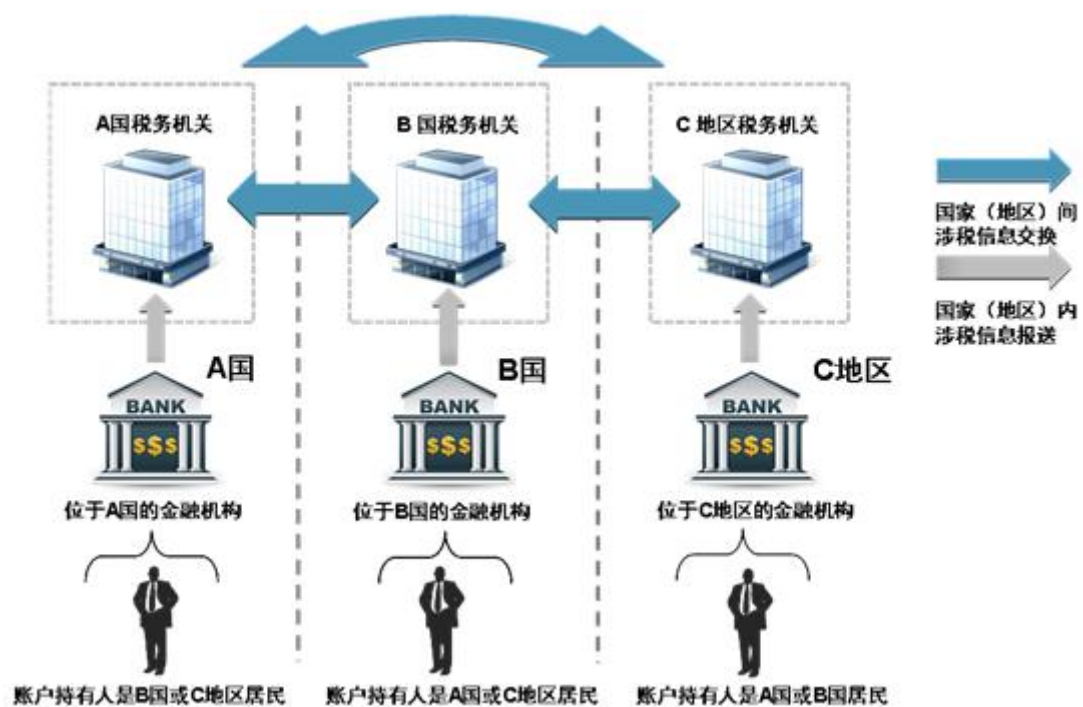 A国税务机关
B 国税务机关
C 地区税务机关
国家（地区）间
涉税信息交换
国家（地区）内
涉税信息报送
A国
B国
C地区
BANK
$$$
BANK
$$$
BANK
$$$
位于A国的金融机构
位于B国的金融机构
位于C地区的金融机构
账户持有人是B国或C地区居民
账户持有人是A国或C地区居民
账户持有人是A国或B国居民